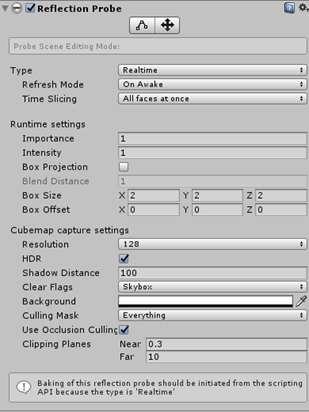 Reflection Probe
Probe Scene Editing Mode:
Type Realtime
Refresh Mode On Awake
Time Slicing All faces at once
Runtime settings
Importance 1
Intensity 1
Box Projection
Blend Distance 1
Box Size X 2 Y 2 Z 2
Box Offset X 0 Y 0 Z 0
Cubemap capture settings
Resolution 128
HDR
Shadow Distance 100
Clear Flags Skybox
Background
Culling Mask Everything
Use Occlusion Culling
Clipping Planes Near 0.3
Far 10
Baking of this reflection probe should be initiated from the scripting
API because the type is 'Realtime'